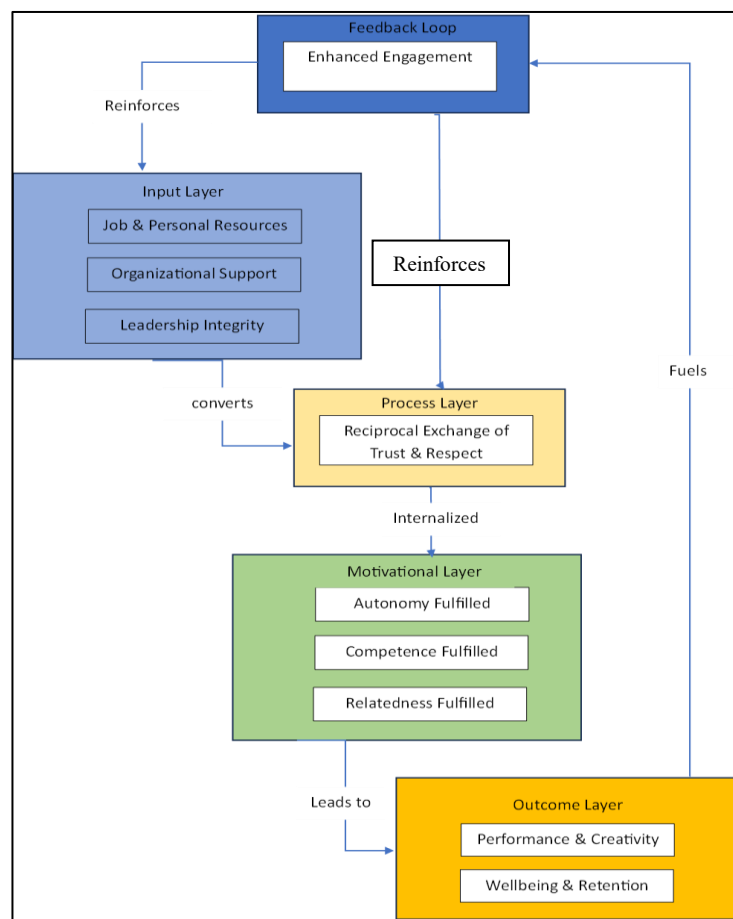 Feedback Loop
Enhanced Engagement
Reinforces
Input Layer
Job & Personal Resources
Organizational Support
Leadership Integrity
Reinforces
Fuels
converts
Process Layer
Reciprocal Exchange of
Trust & Respect
Internalized
Motivational Layer
Autonomy Fulfilled
Competence Fulfilled
Relatedness Fulfilled
Leads to
Outcome Layer
Performance & Creativity
Wellbeing & Retention